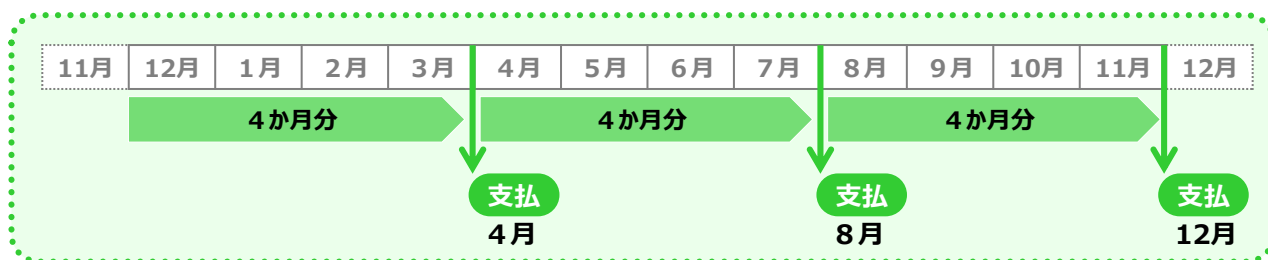 11月 12月 １月 ２月 ３月 ４月 ５月 ６月 ７月 ８月 ９月 10月 11月 12月
４か月分 ４か月分 ４か月分
支払 支払 支払
４月 ８月 12月